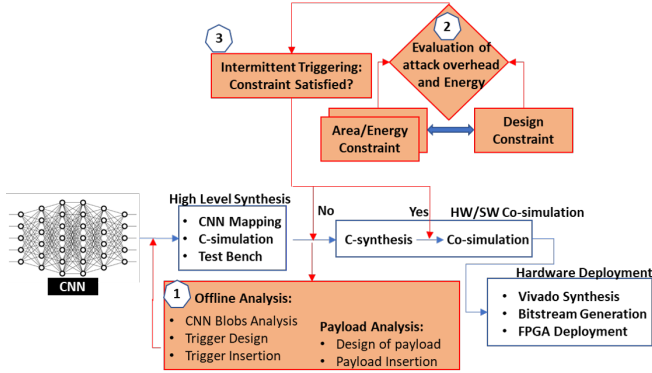 3
2
Evaluation of
attack overhead
and Energy
Intermittent Triggering:
Constraint Satisfied?
Area/Energy
Constraint
Design
Constraint
High Level Synthesis
• CNN Mapping
• C-simulation
• Test Bench
No
Yes
HW/SW Co-simulation
C-synthesis
Co-simulation
CNN
Hardware Deployment
• Vivado Synthesis
• Bitstream Generation
• FPGA Deployment
1
Offline Analysis:
• CNN Blobs Analysis
• Trigger Design
• Trigger Insertion
Payload Analysis:
• Design of payload
• Payload Insertion